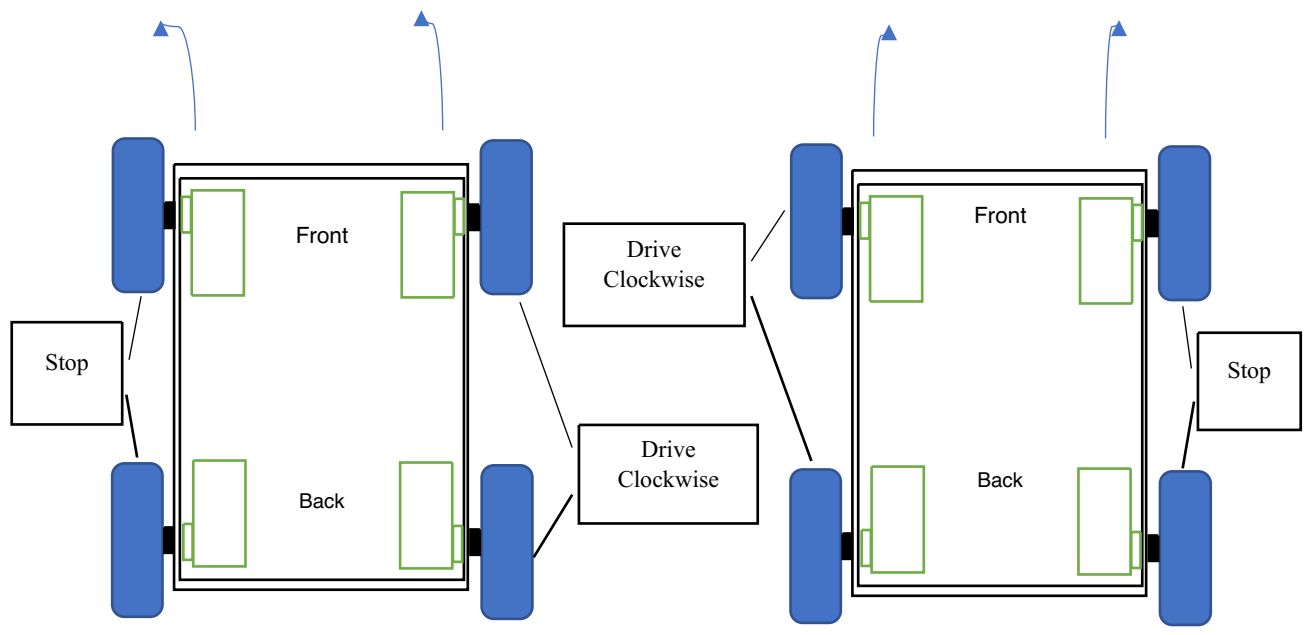 Front
Stop
Drive
Clockwise
Back
Front
Drive
Clockwise
Stop
Back